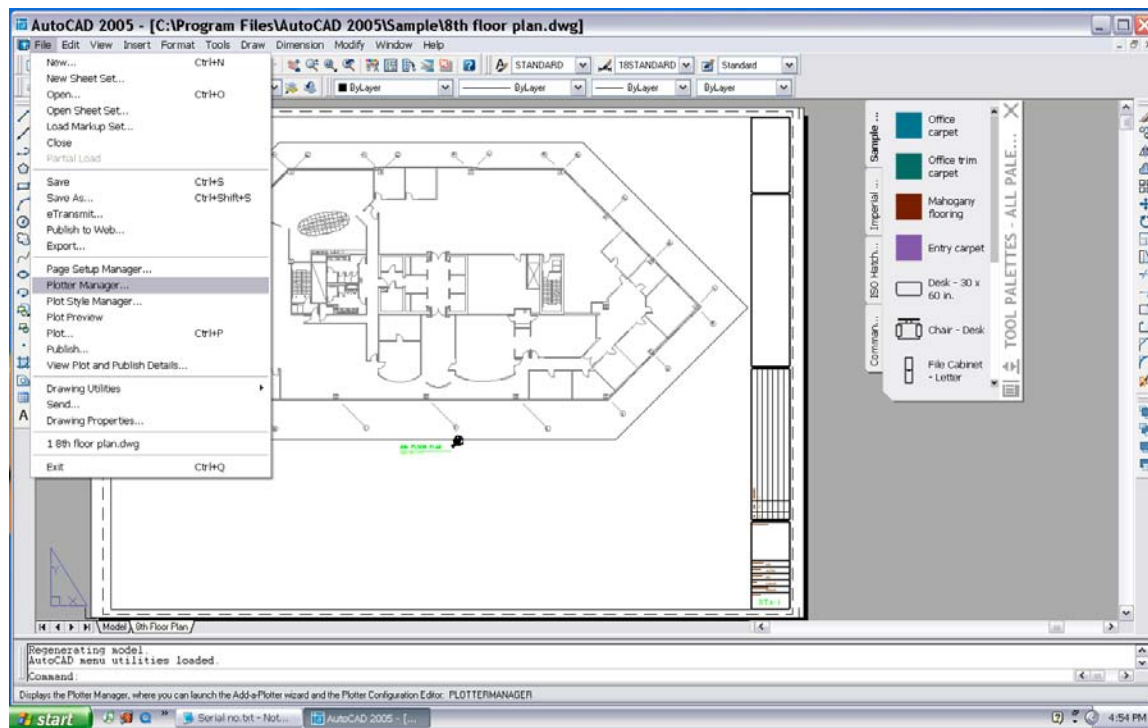 AutoCAD 2005 - [C:\Program Files\AutoCAD 2005\Sample\8th floor plan.dwg]
File Edit View Insert Format Tools Draw Dimension Modify Window Help
STANDARD 18STANDARD Standard
ByLayer ByLayer ByLayer ByLayer
New... Ctrl+N
New Sheet Set...
Open... Ctrl+O
Open Sheet Set...
Load Markup Set...
Close
Partial Load
Save Ctrl+S
Save As... Ctrl+Shift+S
eTransmit...
Publish to Web...
Export...
Page Setup Manager...
Plotter Manager...
Plot Style Manager...
Plot Preview
Plot... Ctrl+P
Publish...
View Plot and Publish Details...
Drawing Utilities
Send...
Drawing Properties...
1 8th floor plan.dwg
Exit Ctrl+Q
8th FLOOR PLAN
Sample ...
Imperial ...
ISO Hatch...
Comman...
Office carpet
Office trim carpet
Mahogany flooring
Entry carpet
Desk - 30 x 60 in.
Chair - Desk
File Cabinet - Letter
TOOL PALETTES - ALL PALE...
Y
X
Model 8th Floor Plan
Regenerating model.
AutoCAD menu utilities loaded.
Command:
Displays the Plotter Manager, where you can launch the Add-a-Plotter wizard and the Plotter Configuration Editor: PLOTTERMANAGER
start Serial no.txt - Not... AutoCAD 2005 - [... 4:54 PM